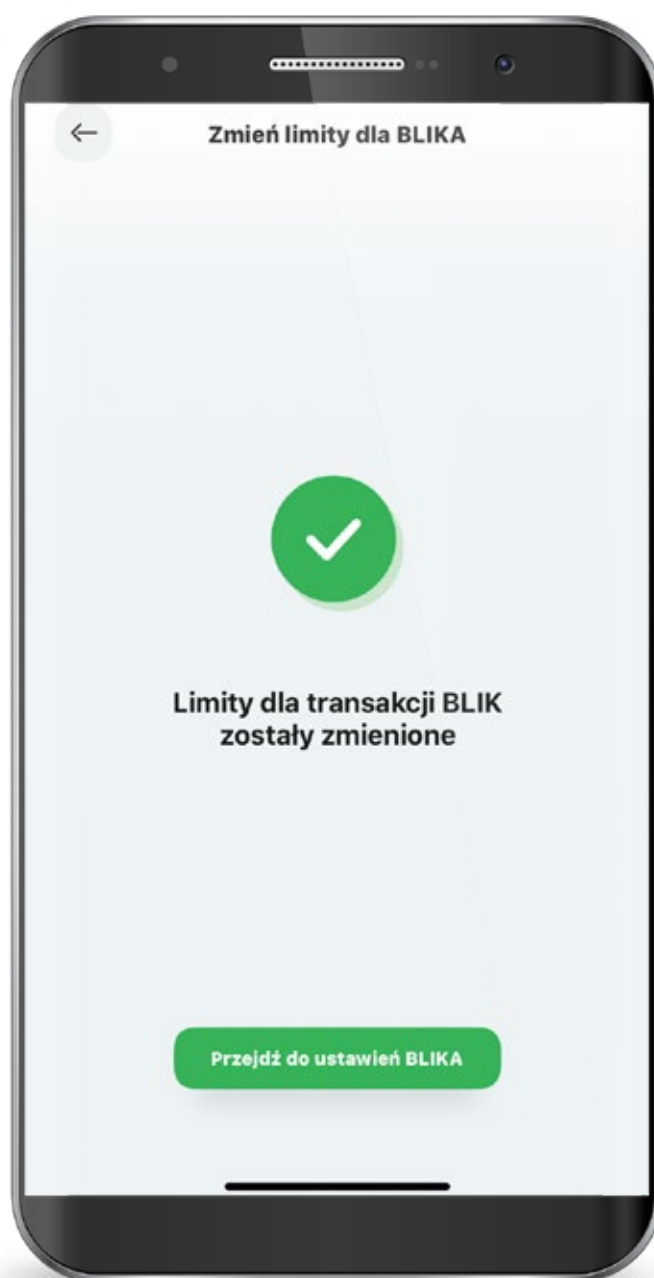 Zmień limity dla BLIKA
Limity dla transakcji BLIK
zostały zmienione
Przejdź do ustawień BLIKA